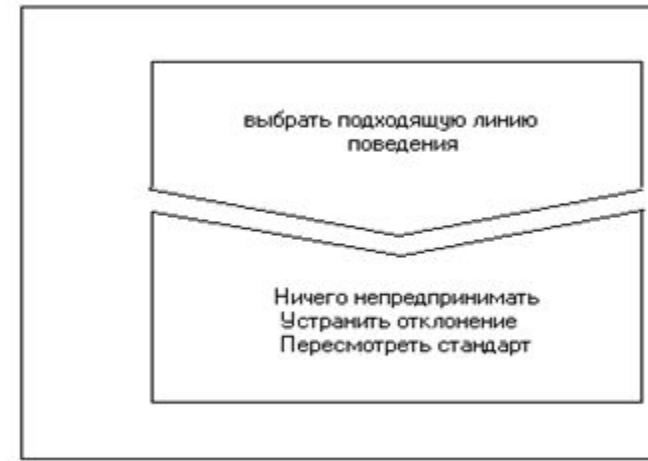 выбрать подходящую линию
поведения
Ничего непредпринимать
Устранить отклонение
Пересмотреть стандарт